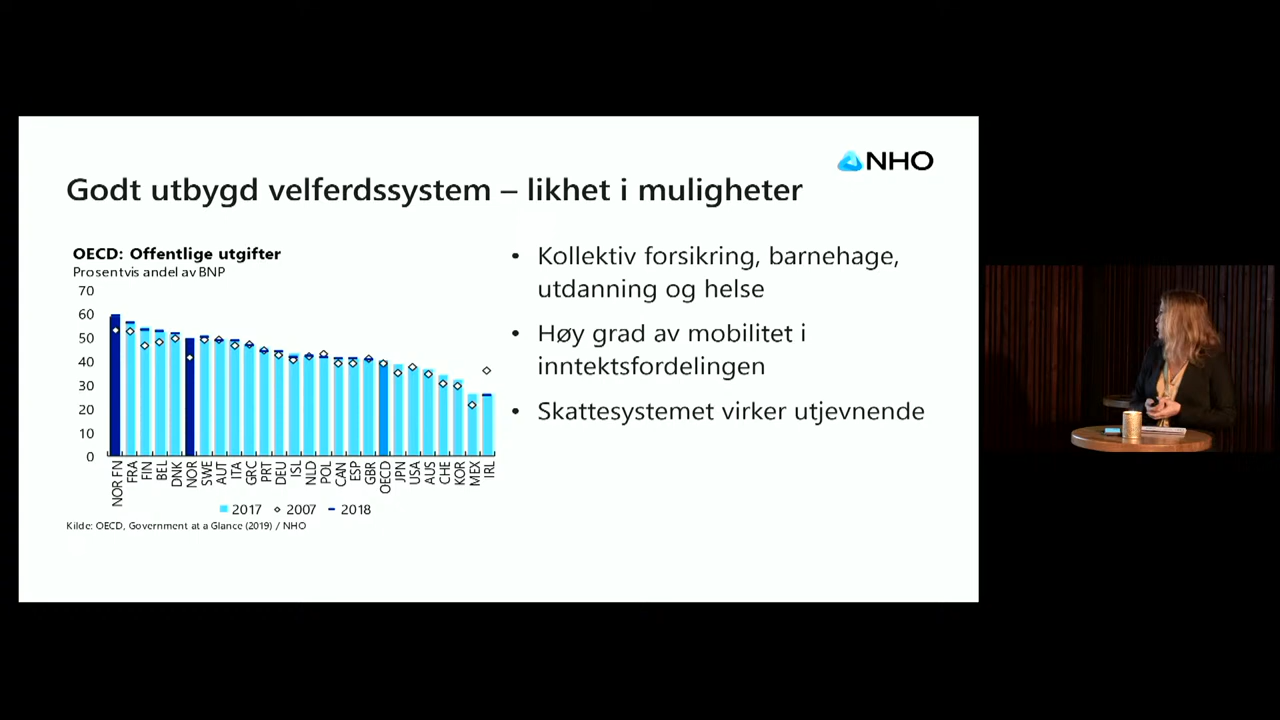 NHO
Godt utbygd velferdssystem – likhet i muligheter
OECD: Offentlige utgifter
Prosentvis andel av BNP
70
60
50
40
30
20
10
0
NOR FN
FRA
FIN
BEL
DNK
NOR
SWE
AUT
ITA
GRC
PRT
DEU
ISL
NLD
POL
CAN
ESP
GBR
OECD
JPN
USA
AUS
CHE
KOR
MEX
IRL
2017 2007 2018
Kilde: OECD, Government at a Glance (2019) / NHO
• Kollektiv forsikring, barnehage,
utdanning og helse
• Høy grad av mobilitet i
inntektsfordelingen
• Skattesystemet virker utjevnende